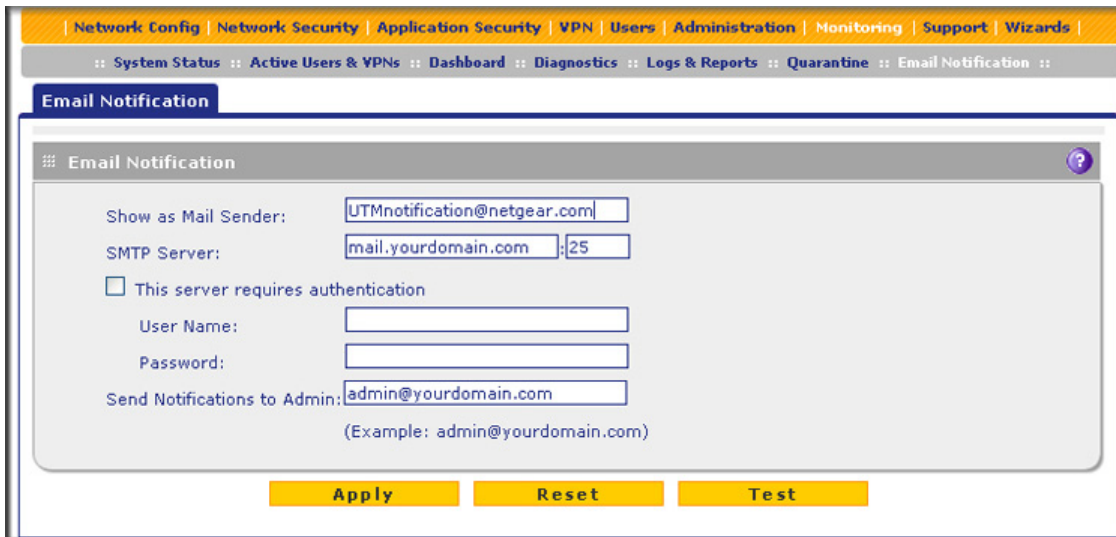 | Network Config | Network Security | Application Security | VPN | Users | Administration | Monitoring | Support | Wizards |
:: System Status :: Active Users & VPNs :: Dashboard :: Diagnostics :: Logs & Reports :: Quarantine :: Email Notification ::
Email Notification
Email Notification ?
Show as Mail Sender: UTMnotification@netgear.com
SMTP Server: mail.yourdomain.com : 25
This server requires authentication
User Name:
Password:
Send Notifications to Admin: admin@yourdomain.com
(Example: admin@yourdomain.com)
Apply Reset Test